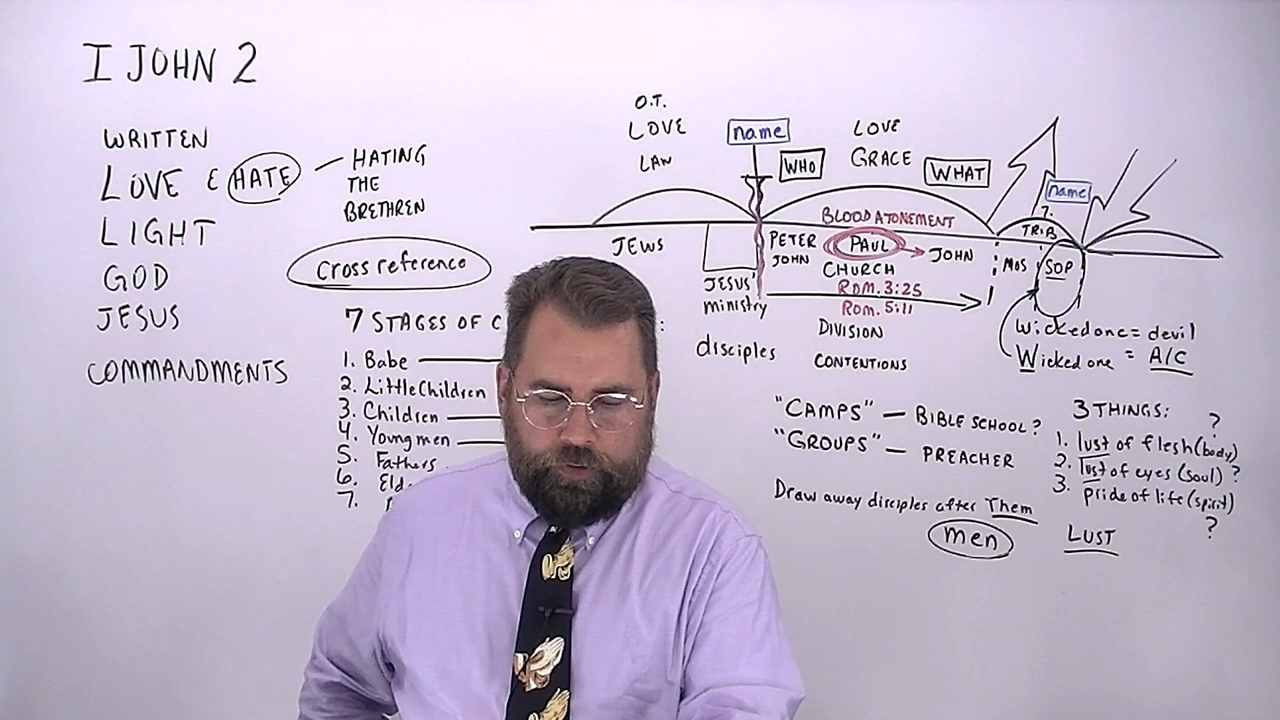 I JOHN 2
WRITTEN
LOVE & HATE
LIGHT
GOD
JESUS
COMMANDMENTS
HATING
THE
BRETHREN
Cross reference
7 STAGES OF C
1. Babe
2. Little Children
3. Children
4. Young men
5. Fathers
6. Elde
7.
O.T.
LOVE
LAW
name
WHO
LOVE
GRACE
WHAT
name
BLOOD ATONEMENT
?.
TRIB
JEWS
PETER
JOHN
PAUL
JOHN
CHURCH
ROM. 3:25
ROM. 5:11
MOS
SOP
JESUS'
ministry
disciples
DIVISION
CONTENTIONS
Wicked one = devil
Wicked one = A/C
"CAMPS" — BIBLE SCHOOL?
"GROUPS" — PREACHER
Draw away disciples after Them
men
3 THINGS:
?
1. lust of flesh (body)
2. lust of eyes (soul) ?
3. pride of life (spirit)
?
LUST